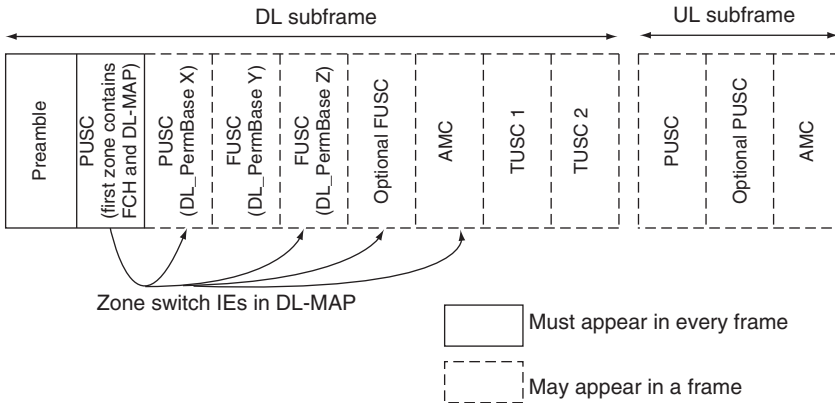 DL subframe
UL subframe
Preamble
PUSC
(first zone contains
FCH and DL-MAP)
PUSC
(DL_PermBase X)
FUSC
(DL_PermBase Y)
FUSC
(DL_PermBase Z)
Optional FUSC
AMC
TUSC 1
TUSC 2
PUSC
Optional PUSC
AMC
Zone switch IEs in DL-MAP
Must appear in every frame
May appear in a frame